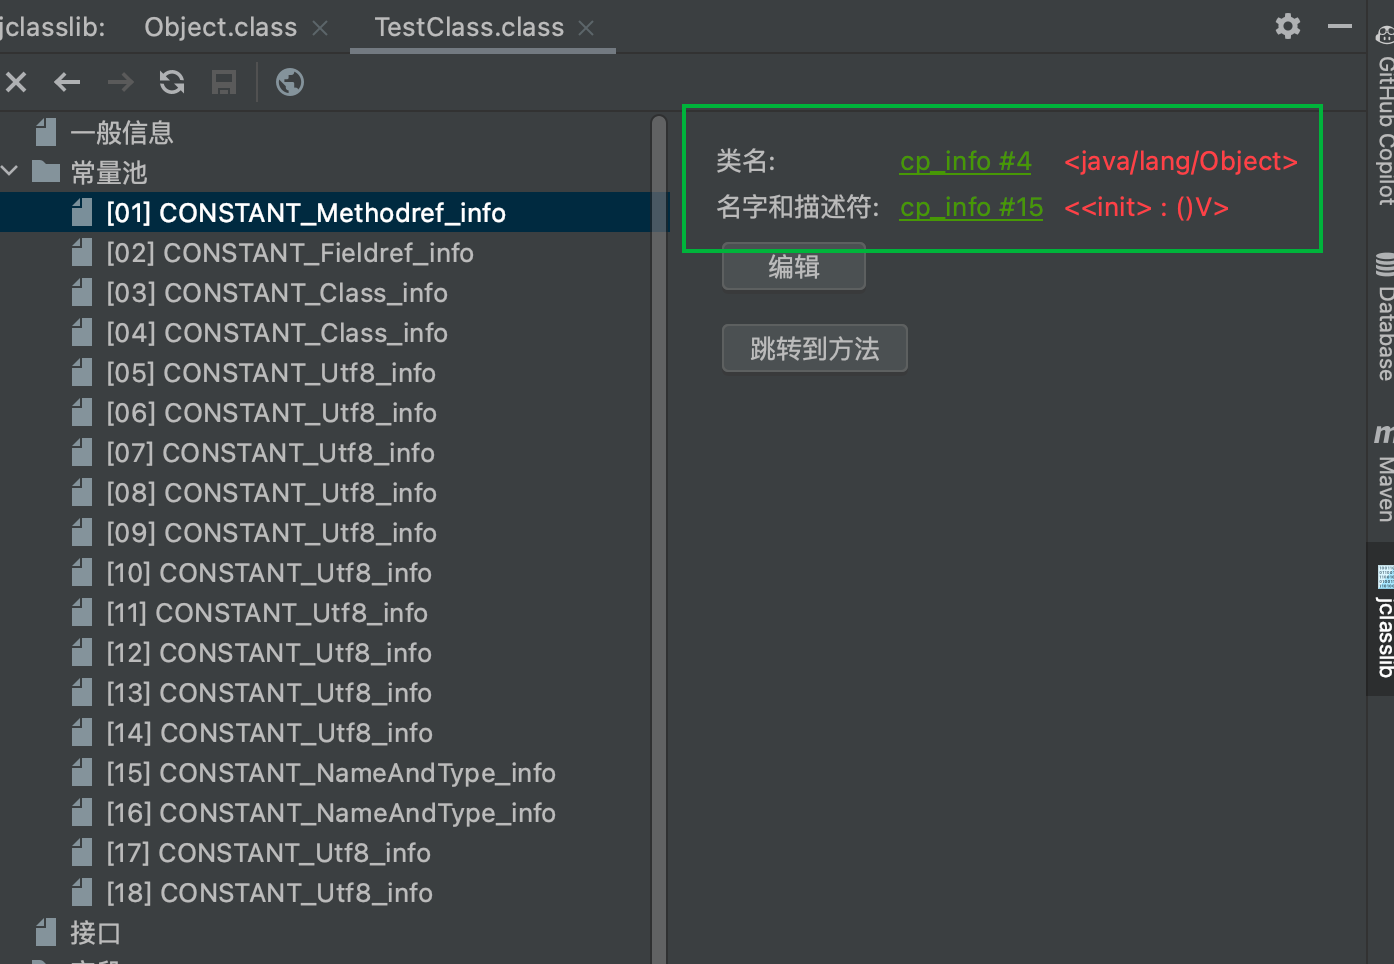 jclasslib:
Object.class
TestClass.class
一般信息
常量池
[01] CONSTANT_Methodref_info
[02] CONSTANT_Fieldref_info
[03] CONSTANT_Class_info
[04] CONSTANT_Class_info
[05] CONSTANT_Utf8_info
[06] CONSTANT_Utf8_info
[07] CONSTANT_Utf8_info
[08] CONSTANT_Utf8_info
[09] CONSTANT_Utf8_info
[10] CONSTANT_Utf8_info
[11] CONSTANT_Utf8_info
[12] CONSTANT_Utf8_info
[13] CONSTANT_Utf8_info
[14] CONSTANT_Utf8_info
[15] CONSTANT_NameAndType_info
[16] CONSTANT_NameAndType_info
[17] CONSTANT_Utf8_info
[18] CONSTANT_Utf8_info
接口
类名: cp_info #4 <java/lang/Object>
名字和描述符: cp_info #15 <<init> : ()V>
编辑
跳转到方法
GitHub Copilot
Database
Maven
jclasslib